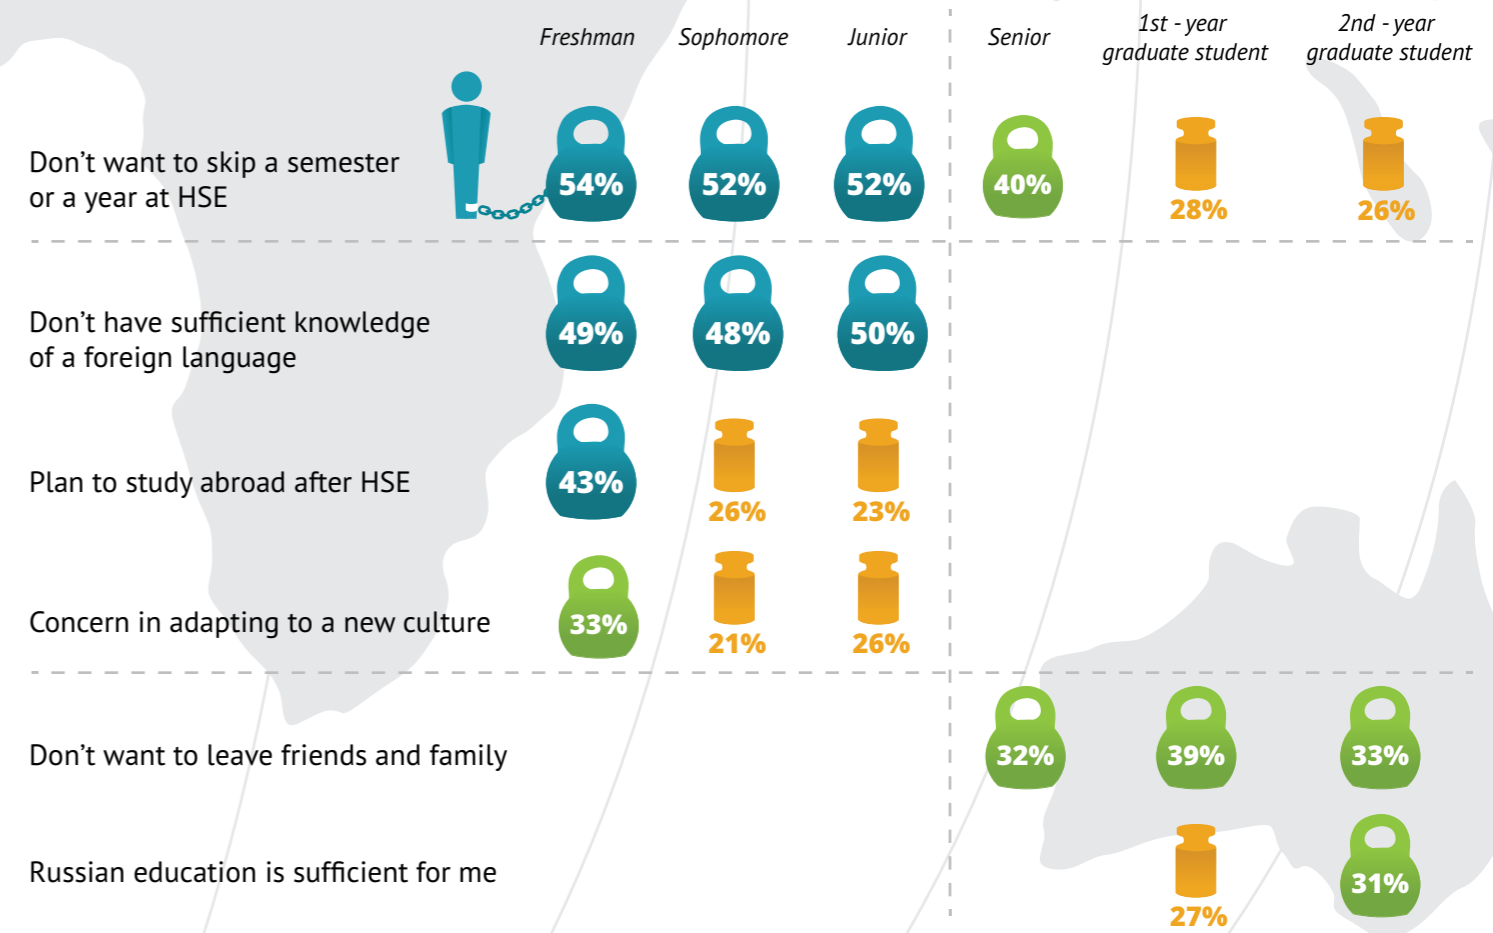 Freshman Sophomore Junior Senior 1st - year 2nd - year
graduate student graduate student
Don’t want to skip a semester
or a year at HSE
54% 52% 52% 40% 28% 26%
Don’t have sufficient knowledge
of a foreign language
49% 48% 50%
Plan to study abroad after HSE
43% 26% 23%
Concern in adapting to a new culture
33% 21% 26%
Don’t want to leave friends and family
32% 39% 33%
Russian education is sufficient for me
27% 31%